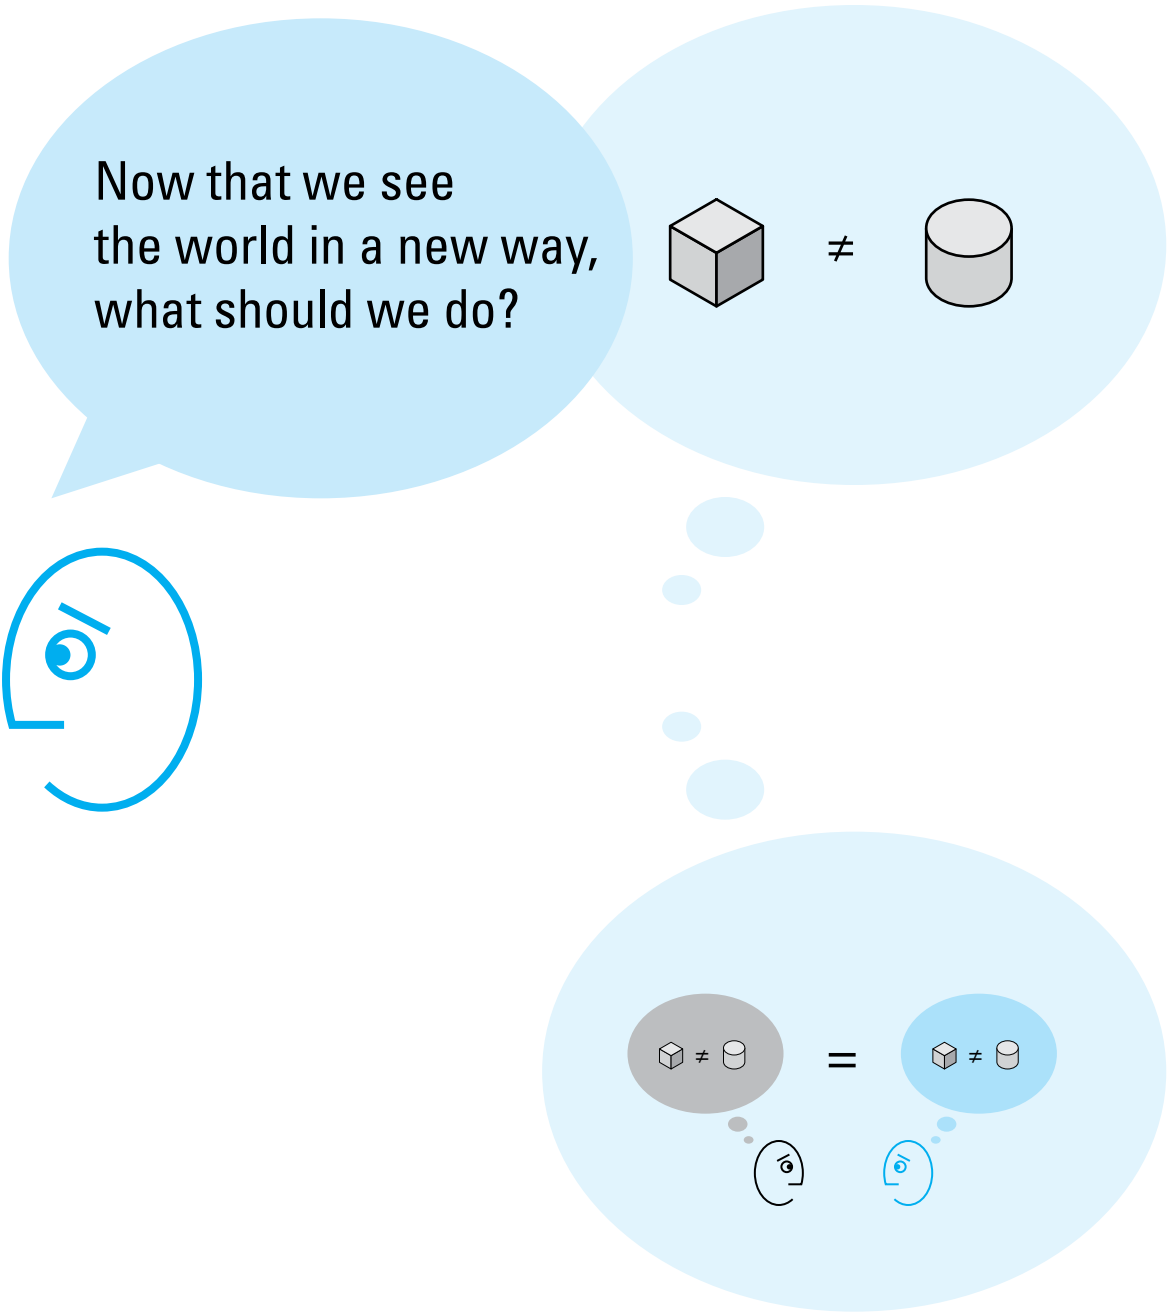 Now that we see
the world in a new way,
what should we do?
≠
≠
=
≠